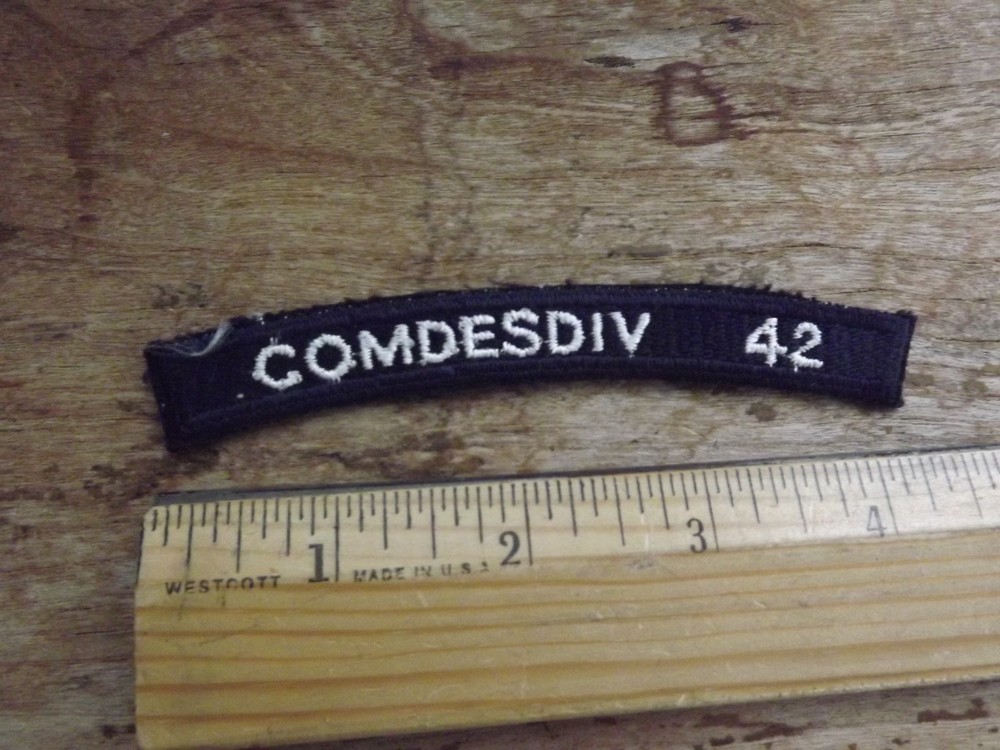 COMDESDIV 42
1 2 3 4
WESTCOTT MADE IN U.S.A